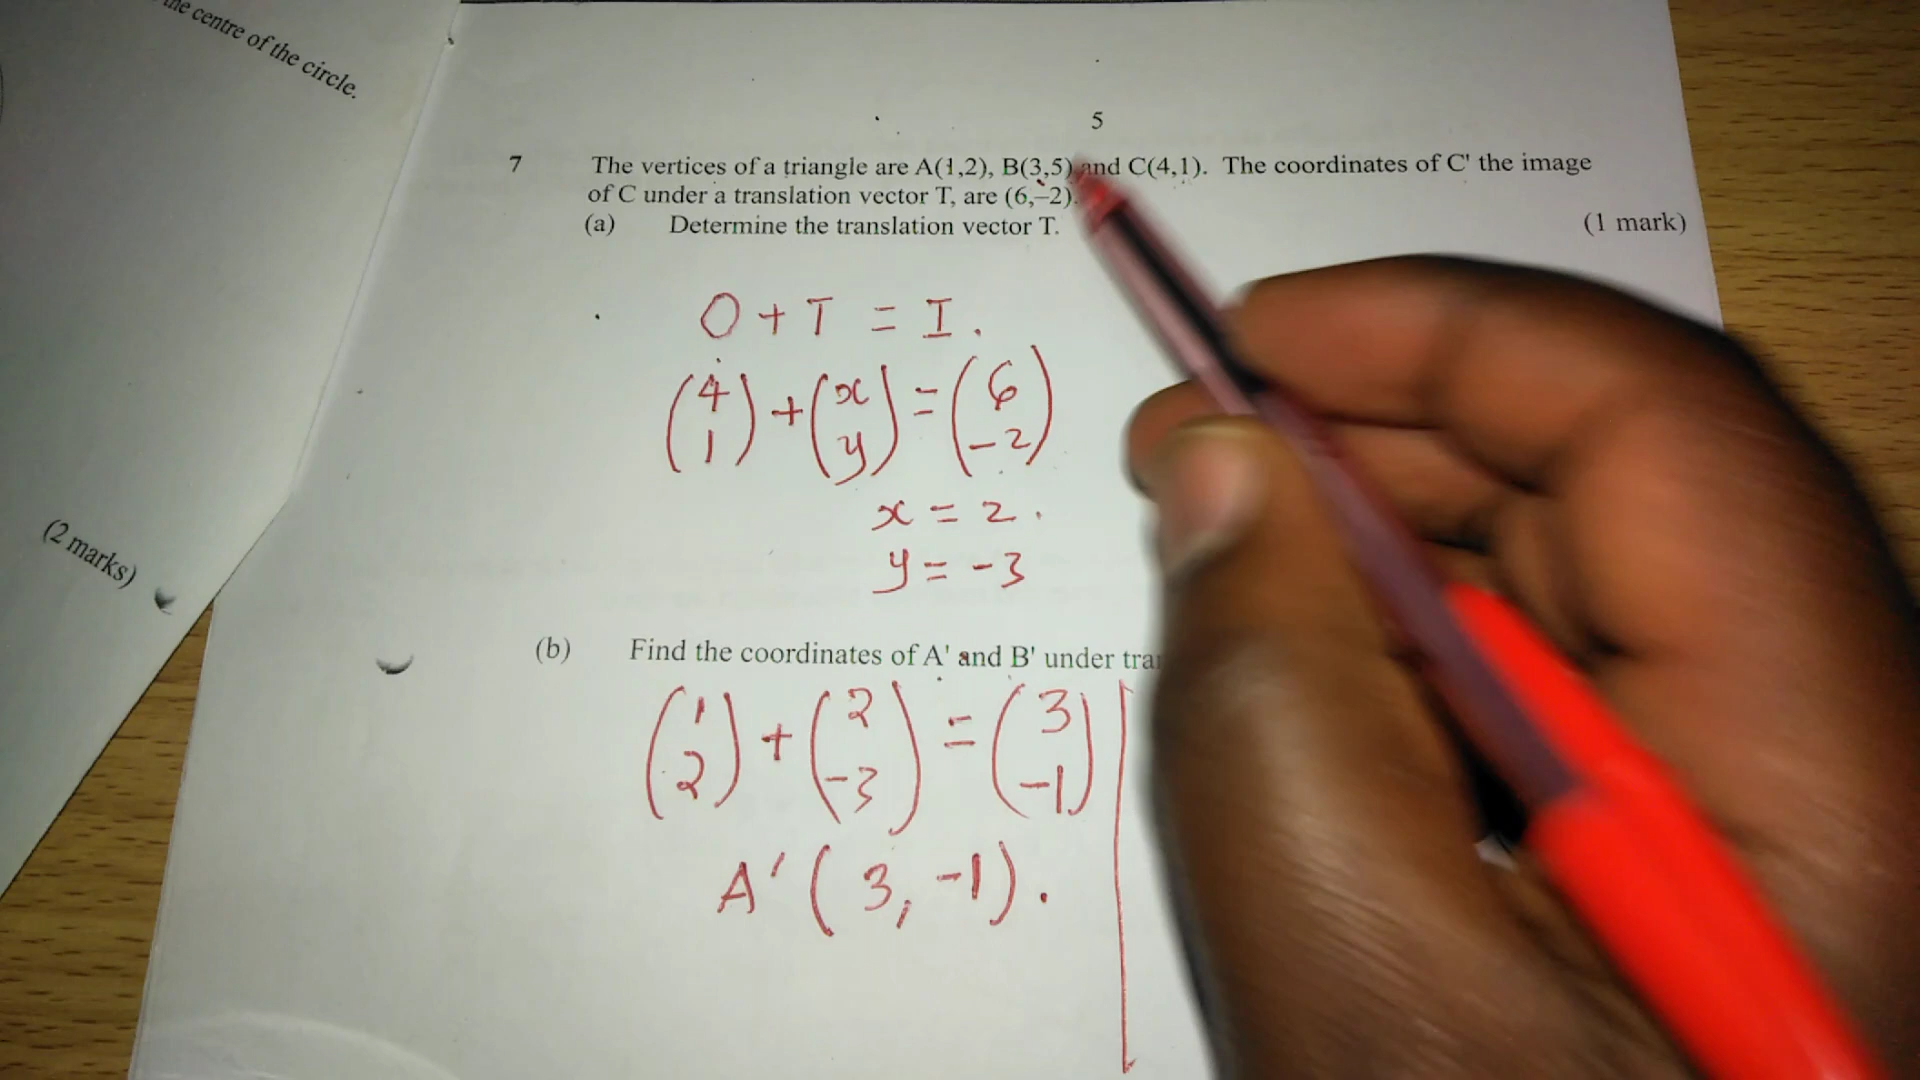 the centre of the circle.
(2 marks)
5
7 The vertices of a triangle are A(1,2), B(3,5) and C(4,1). The coordinates of C' the image
of C under a translation vector T, are (6,−2).
(a) Determine the translation vector T. (1 mark)
O + T = I.
(4 1) + (x y) = (6 -2)
x = 2.
y = -3
(b) Find the coordinates of A' and B' under
(1 2) + (2 -3) = (3 -1)
A' ( 3, -1).